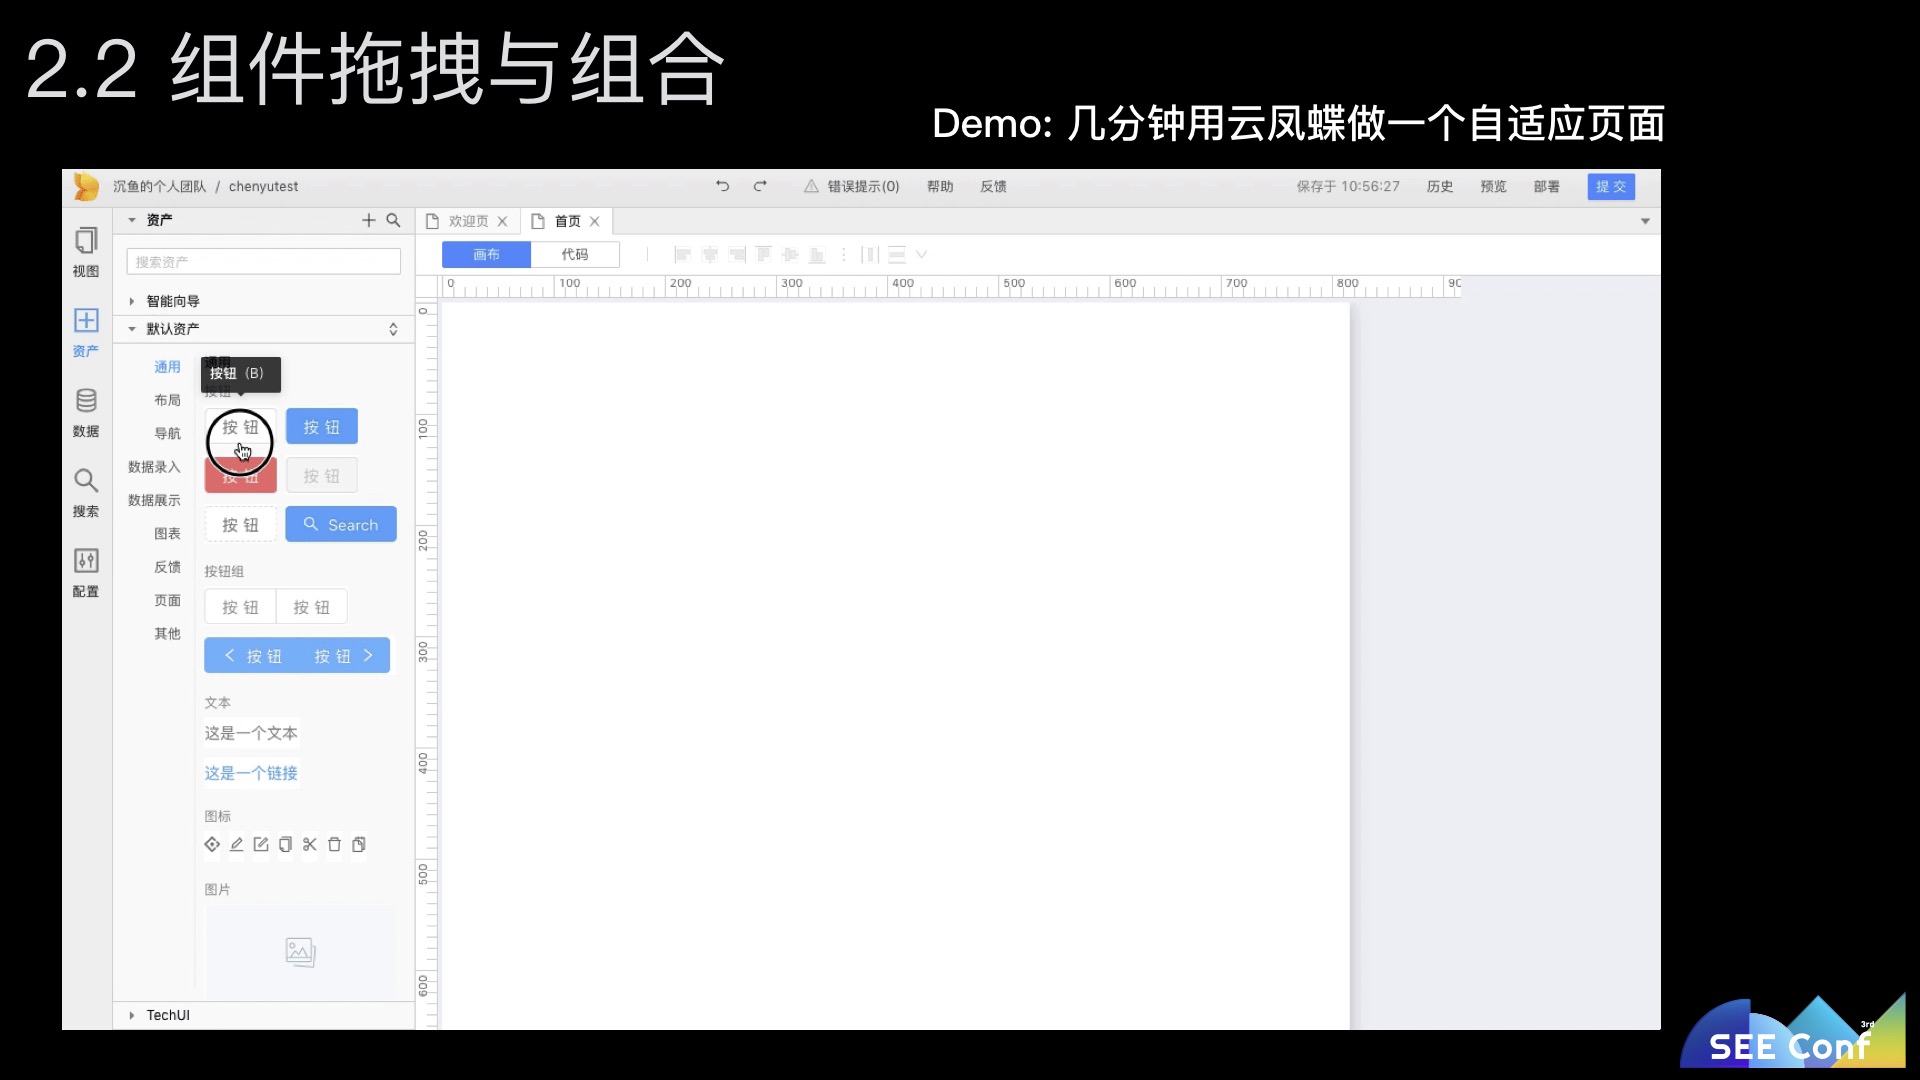 2.2 组件拖拽与组合
Demo: 几分钟用云凤蝶做一个自适应页面
沉鱼的个人团队 / chenyutest
错误提示(0)
帮助
反馈
保存于 10:56:27
历史
预览
部署
提 交
视图
资产
数据
搜索
配置
资产
搜索资产
智能向导
默认资产
通用
布局
导航
数据录入
数据展示
图表
反馈
页面
其他
通用
按钮（B）
按钮
按 钮
按 钮
按 钮
按 钮
按 钮
Search
按钮组
按 钮
按 钮
按 钮
按 钮
文本
这是一个文本
这是一个链接
图标
图片
TechUI
欢迎页
首页
画布
代码
0 100 200 300 400 500 600 700 800
0
100
200
300
400
500
600
3rd
SEE Conf